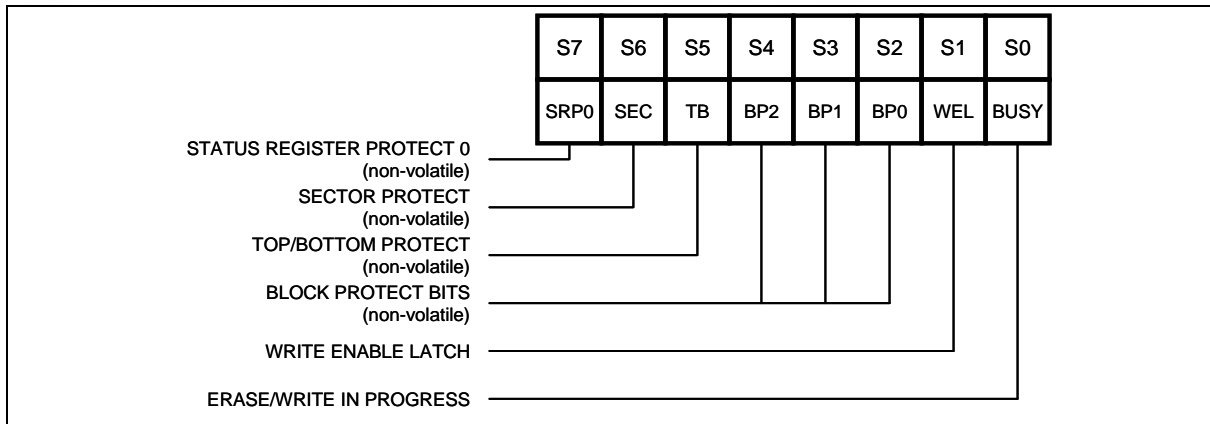 S7 S6 S5 S4 S3 S2 S1 S0
SRP0 SEC TB BP2 BP1 BP0 WEL BUSY
STATUS REGISTER PROTECT 0
(non-volatile)
SECTOR PROTECT
(non-volatile)
TOP/BOTTOM PROTECT
(non-volatile)
BLOCK PROTECT BITS
(non-volatile)
WRITE ENABLE LATCH
ERASE/WRITE IN PROGRESS